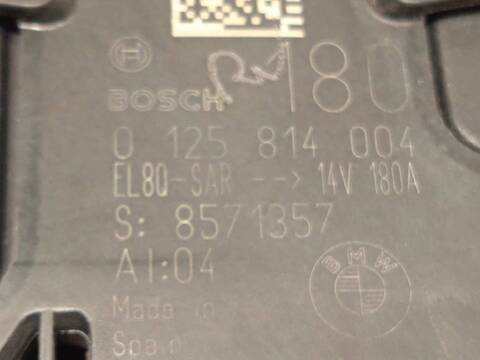 180
BOSCH
0 125 814 004
EL8Q-SAR --> 14V 180A
S: 8571357
AI:04
BMW
Made in
Spain